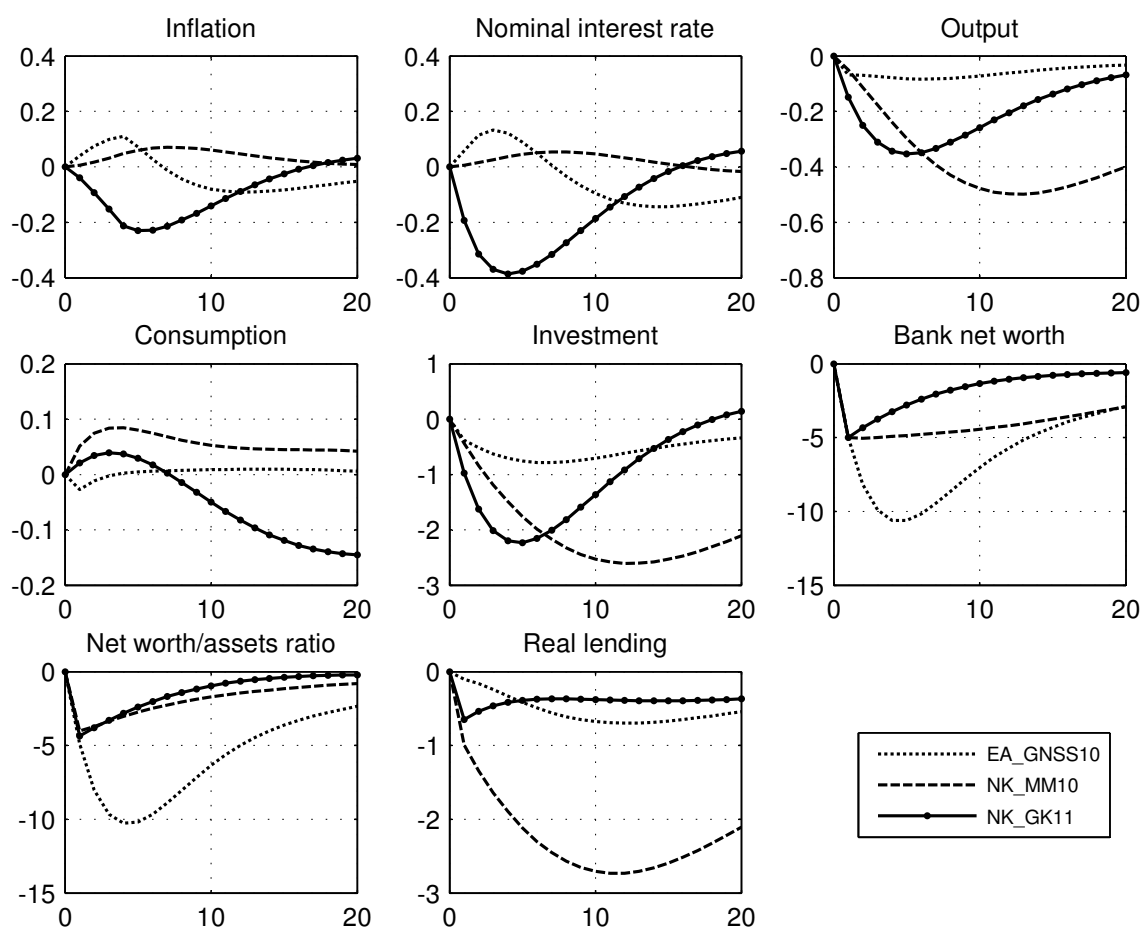 Inflation
0.4
0.2
0
-0.2
-0.4
0 10 20
Nominal interest rate
0.4
0.2
0
-0.2
-0.4
0 10 20
Output
0
-0.2
-0.4
-0.6
-0.8
0 10 20
Consumption
0.2
0.1
0
-0.1
-0.2
0 10 20
Investment
1
0
-1
-2
-3
0 10 20
Bank net worth
0
-5
-10
-15
0 10 20
Net worth/assets ratio
0
-5
-10
-15
0 10 20
Real lending
0
-1
-2
-3
0 10 20
EA_GNSS10
NK_MM10
NK_GK11